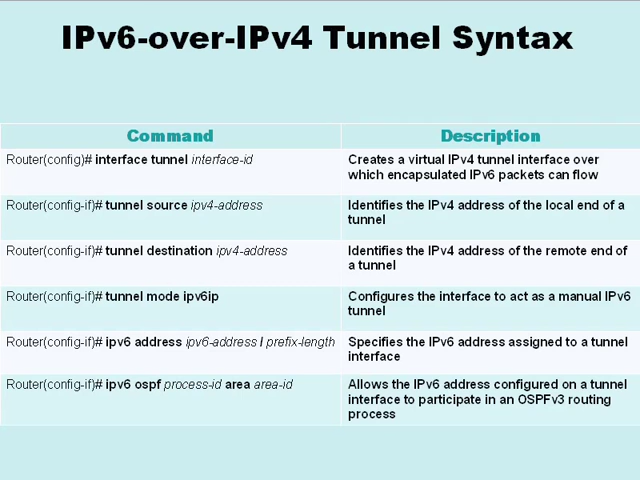 IPv6-over-IPv4 Tunnel Syntax
Command
Description
Router(config)# interface tunnel interface-id
Creates a virtual IPv4 tunnel interface over
which encapsulated IPv6 packets can flow
Router(config-if)# tunnel source ipv4-address
Identifies the IPv4 address of the local end of a
tunnel
Router(config-if)# tunnel destination ipv4-address
Identifies the IPv4 address of the remote end of
a tunnel
Router(config-if)# tunnel mode ipv6ip
Configures the interface to act as a manual IPv6
tunnel
Router(config-if)# ipv6 address ipv6-address / prefix-length
Specifies the IPv6 address assigned to a tunnel
interface
Router(config-if)# ipv6 ospf process-id area area-id
Allows the IPv6 address configured on a tunnel
interface to participate in an OSPFv3 routing
process